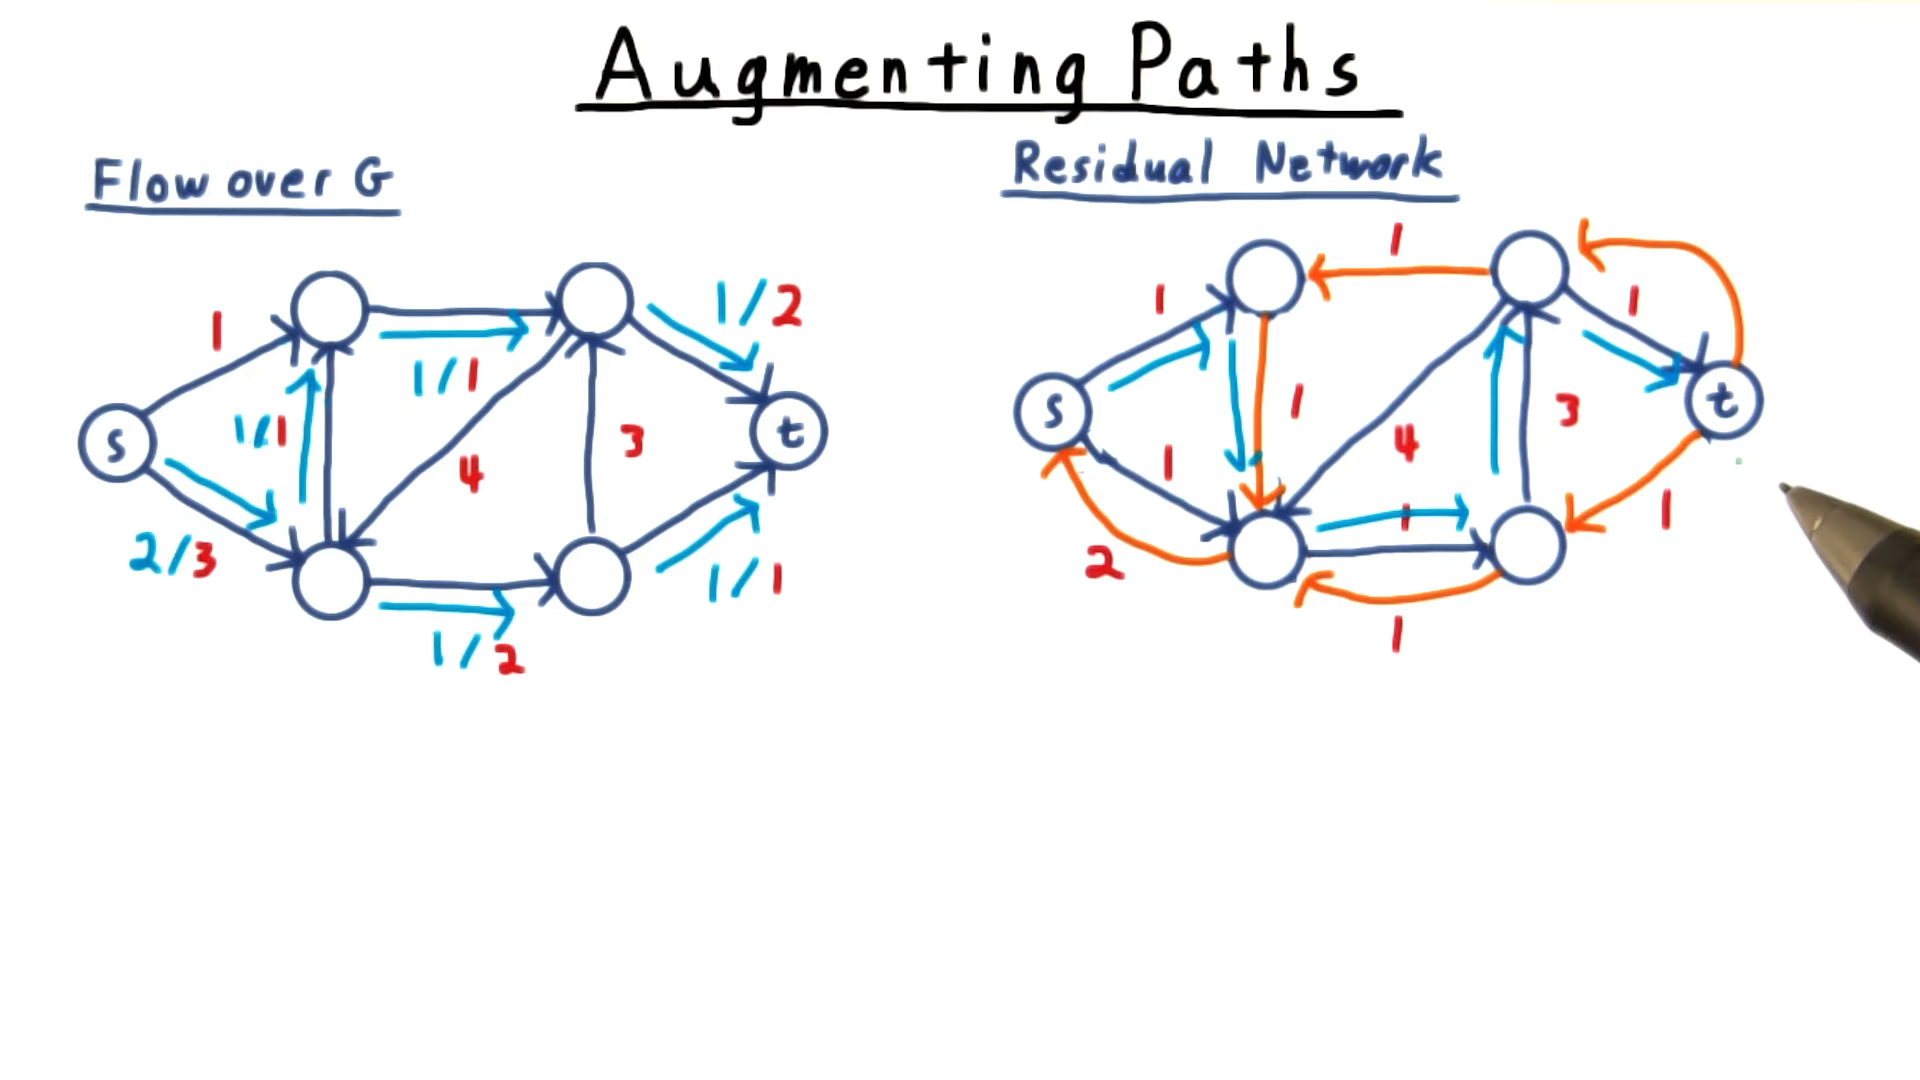 Augmenting Paths
Flow over G
1
1/1
1/1
1/2
s
4
3
t
2/3
1/2
1/1
Residual Network
1
1
1
s
1
4
3
t
1
2
1
1
1